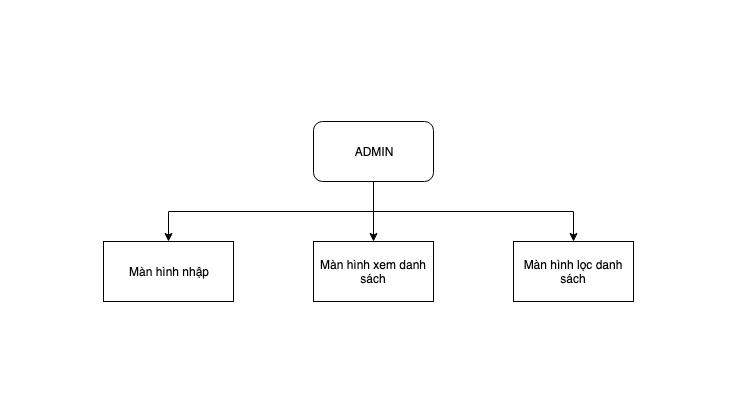 ADMIN
Màn hình nhập
Màn hình xem danh
sách
Màn hình lọc danh
sách